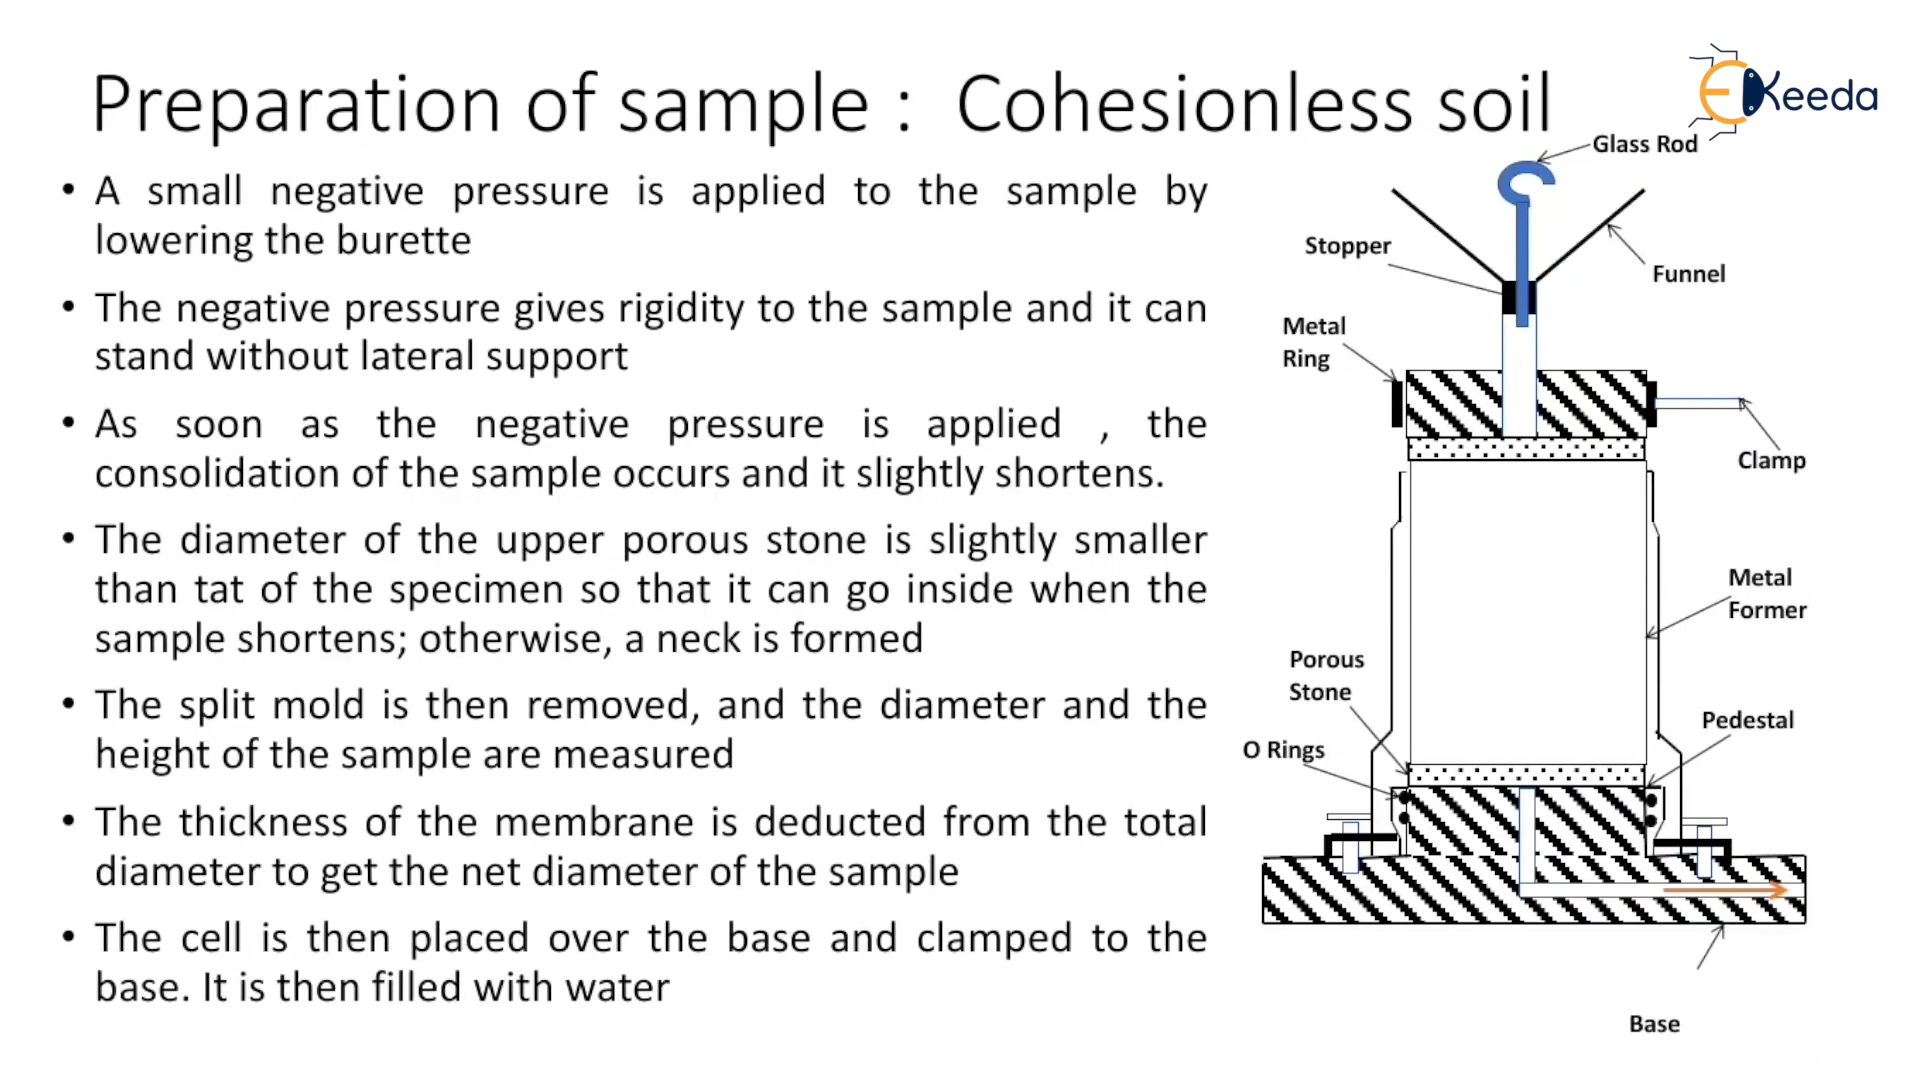 Preparation of sample : Cohesionless soil
EKeeda
• A small negative pressure is applied to the sample by
lowering the burette
• The negative pressure gives rigidity to the sample and it can
stand without lateral support
• As soon as the negative pressure is applied , the
consolidation of the sample occurs and it slightly shortens.
• The diameter of the upper porous stone is slightly smaller
than tat of the specimen so that it can go inside when the
sample shortens; otherwise, a neck is formed
• The split mold is then removed, and the diameter and the
height of the sample are measured
• The thickness of the membrane is deducted from the total
diameter to get the net diameter of the sample
• The cell is then placed over the base and clamped to the
base. It is then filled with water
Glass Rod
Stopper
Funnel
Metal
Ring
Clamp
Metal
Former
Porous
Stone
Pedestal
O Rings
Base